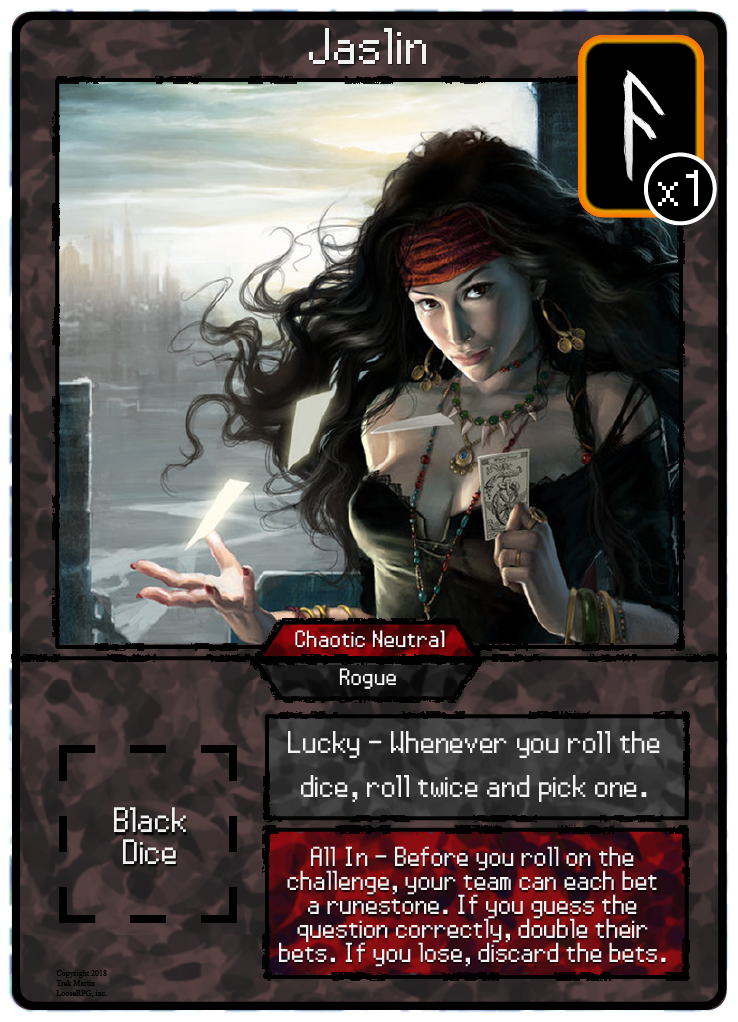 Jaslin
ᚨ
x1
Chaotic Neutral
Rogue
Lucky - Whenever you roll the
dice, roll twice and pick one.
Black
Dice
All In - Before you roll on the
challenge, your team can each bet
a runestone. If you guess the
question correctly, double their
bets. If you lose, discard the bets.
Copyright 2018
Trek Martin
LooseRPG, inc.